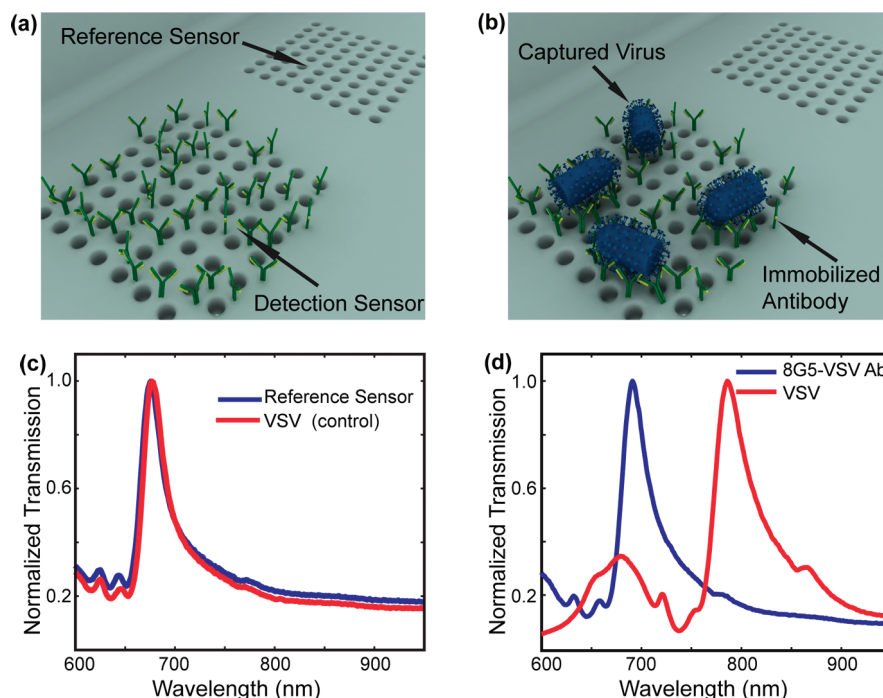 (a)
Reference Sensor
Detection Sensor
(b)
Captured Virus
Immobilized
Antibody
(c)
Normalized Transmission
1.0
0.6
0.2
Reference Sensor
VSV (control)
600
700
800
900
Wavelength (nm)
(d)
Normalized Transmission
1.0
0.6
0.2
8G5-VSV Ab
VSV
600
700
800
900
Wavelength (nm)